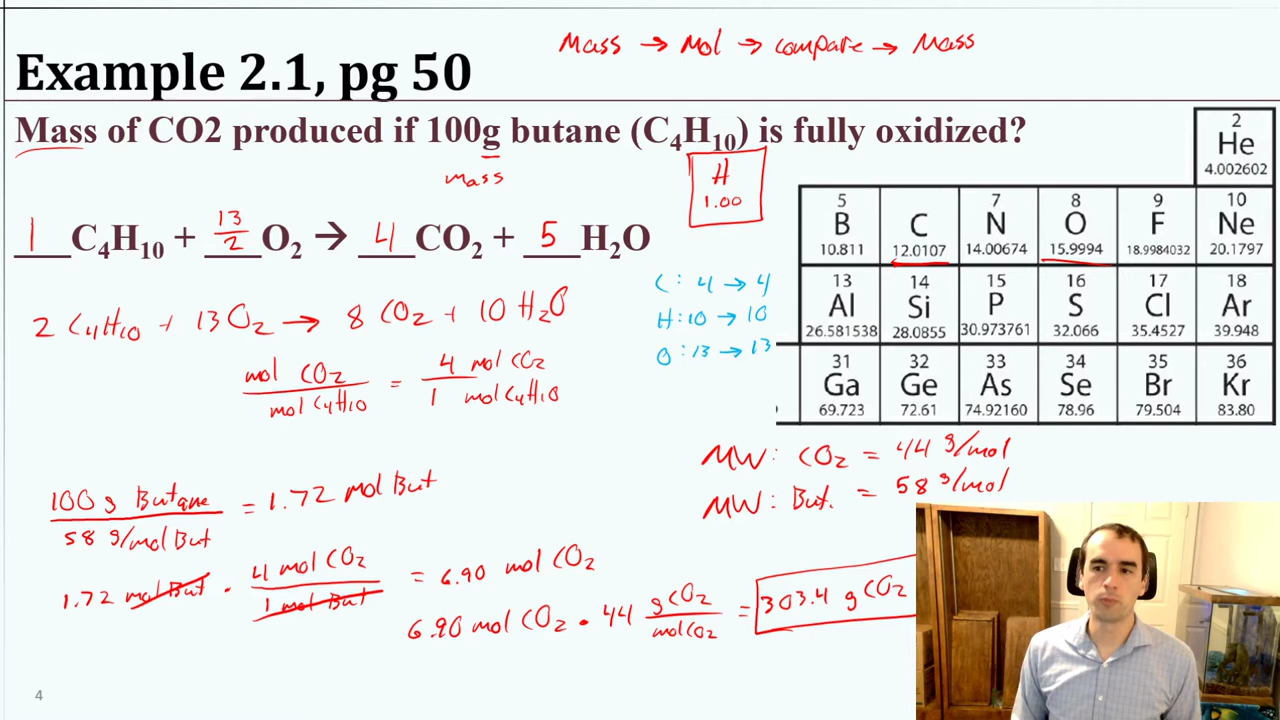 Mass → Mol → compare → Mass
Example 2.1, pg 50
Mass of CO2 produced if 100g butane (C₄H₁₀) is fully oxidized?
mass
H
1.00
1 C₄H₁₀ + 13/2 O₂ → 4 CO₂ + 5 H₂O
2 C₄H₁₀ + 13 O₂ → 8 CO₂ + 10 H₂O
C: 4 → 4
H: 10 → 10
O: 13 → 13
mol CO₂ / mol C₄H₁₀ = 4 mol CO₂ / 1 mol C₄H₁₀
2
He
4.002602
5 7 8 9 10
B C N O F Ne
10.811 12.0107 14.00674 15.9994 18.9984032 20.1797
13 14 15 16 17 18
Al Si P S Cl Ar
26.581538 28.0855 30.973761 32.066 35.4527 39.948
31 32 33 34 35 36
Ga Ge As Se Br Kr
69.723 72.61 74.92160 78.96 79.504 83.80
MW: CO₂ = 44 g/mol
MW: But. = 58 g/mol
100 g Butane / 58 g/mol But = 1.72 mol But
1.72 mol But · 4 mol CO₂ / 1 mol But = 6.90 mol CO₂
6.90 mol CO₂ · 44 g CO₂ / mol CO₂ = 303.4 g CO₂
4